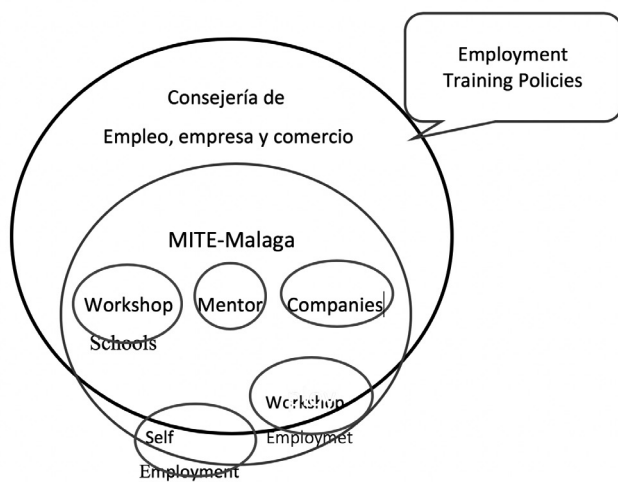 Employment
Training Policies
Consejería de
Empleo, empresa y comercio
MITE-Malaga
Workshop
Schools
Mentor
Companies
Workshop
Employmet
Self
Employment